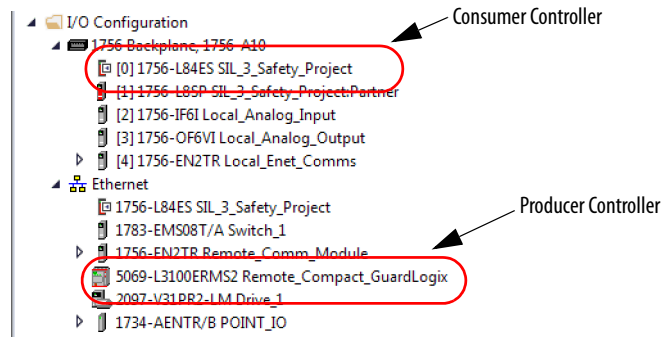 I/O Configuration
Consumer Controller
1756 Backplane, 1756-A10
[0] 1756-L84ES SIL_3_Safety_Project
[1] 1756-L8SP SIL_3_Safety_Project:Partner
[2] 1756-IF6I Local_Analog_Input
[3] 1756-OF6VI Local_Analog_Output
[4] 1756-EN2TR Local_Enet_Comms
Ethernet
1756-L84ES SIL_3_Safety_Project
Producer Controller
1783-EMS08T/A Switch_1
1756-EN2TR Remote_Comm_Module
5069-L3100ERMS2 Remote_Compact_GuardLogix
2097-V31PR2-LM Drive_1
1734-AENTR/B POINT_IO